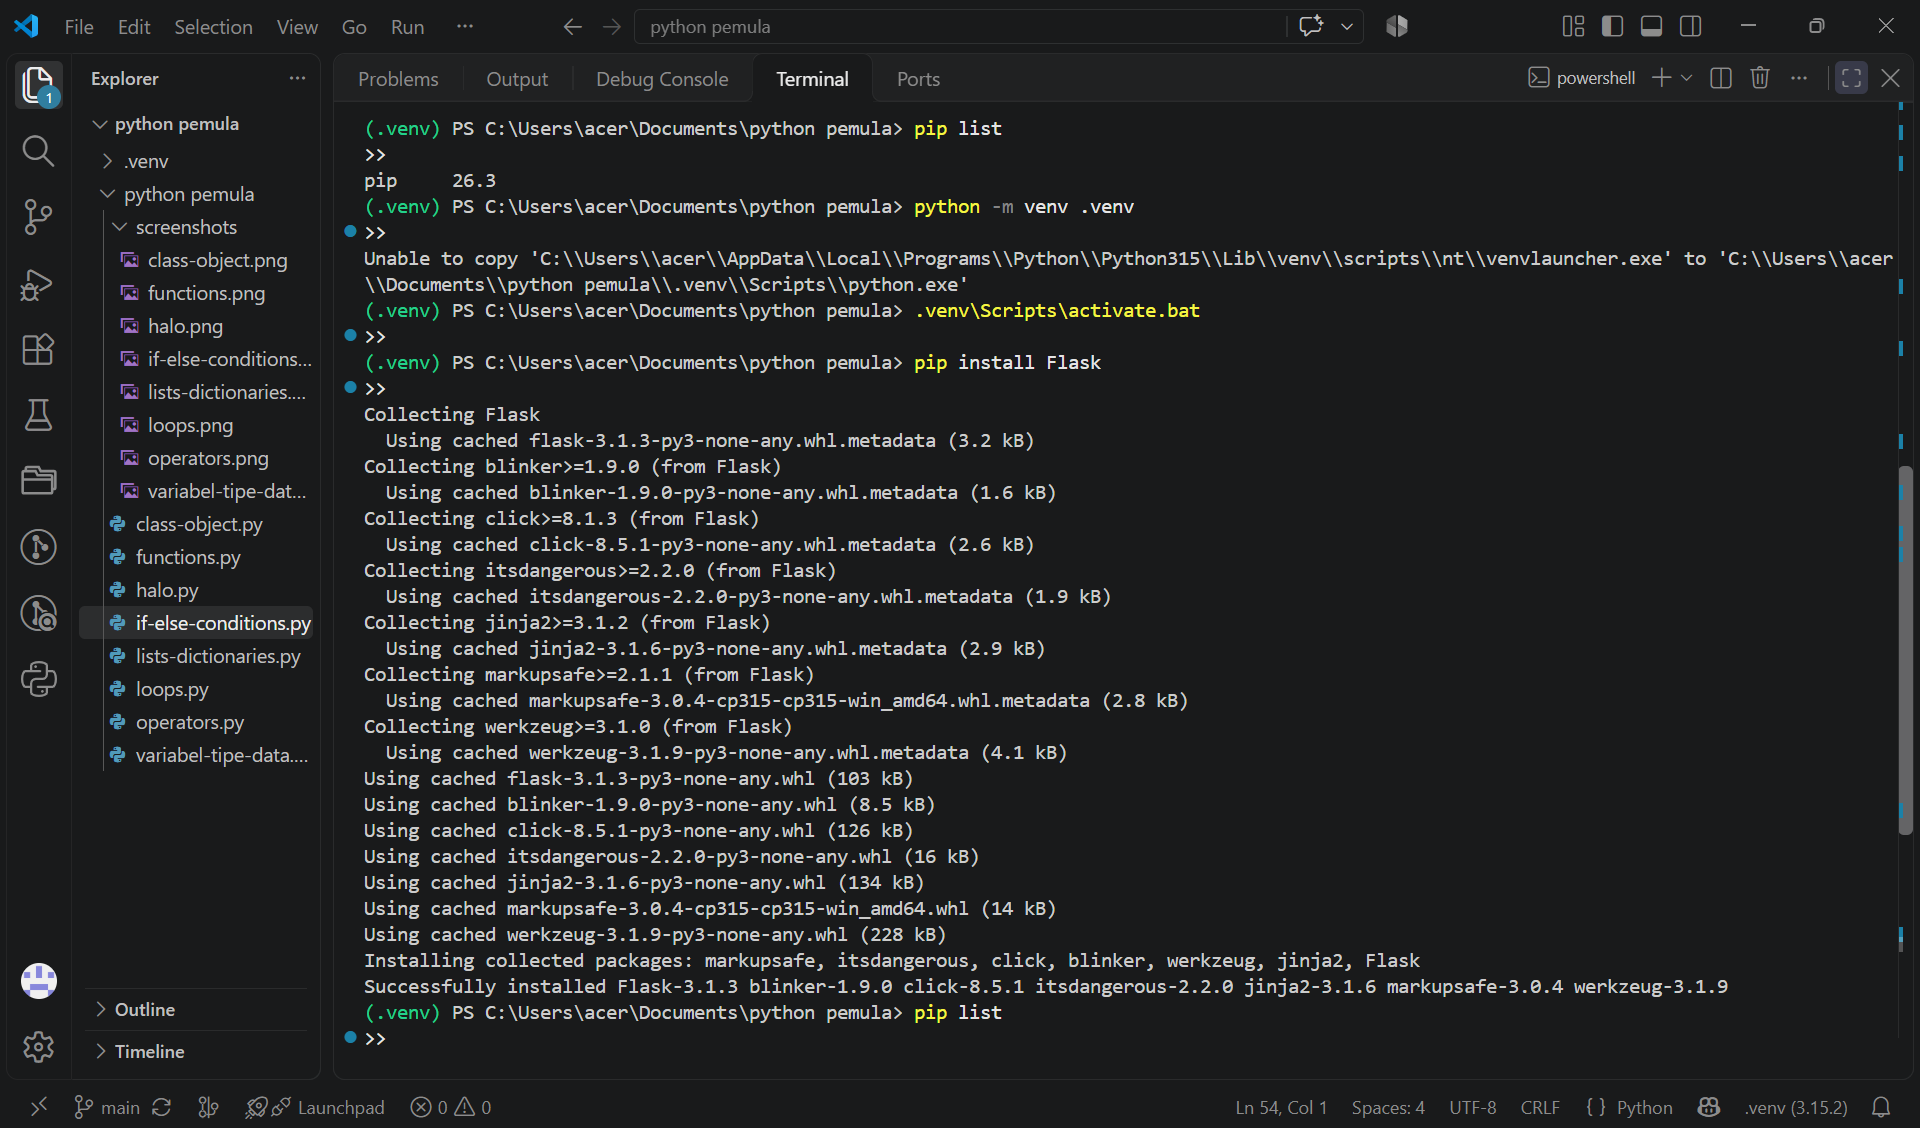 File Edit Selection View Go Run ··· python pemula
Explorer ···
1
python pemula
.venv
python pemula
screenshots
class-object.png
functions.png
halo.png
if-else-conditions...
lists-dictionaries....
loops.png
operators.png
variabel-tipe-dat...
class-object.py
functions.py
halo.py
if-else-conditions.py
lists-dictionaries.py
loops.py
operators.py
variabel-tipe-data....
Outline
Timeline
Problems Output Debug Console Terminal Ports powershell ···
(.venv) PS C:\Users\acer\Documents\python pemula> pip list
>>
pip     26.3
(.venv) PS C:\Users\acer\Documents\python pemula> python -m venv .venv
>>
Unable to copy 'C:\\Users\\acer\\AppData\\Local\\Programs\\Python\\Python315\\Lib\\venv\\scripts\\nt\\venvlauncher.exe' to 'C:\\Users\\acer
\\Documents\\python pemula\\.venv\\Scripts\\python.exe'
(.venv) PS C:\Users\acer\Documents\python pemula> .venv\Scripts\activate.bat
>>
(.venv) PS C:\Users\acer\Documents\python pemula> pip install Flask
>>
Collecting Flask
  Using cached flask-3.1.3-py3-none-any.whl.metadata (3.2 kB)
Collecting blinker>=1.9.0 (from Flask)
  Using cached blinker-1.9.0-py3-none-any.whl.metadata (1.6 kB)
Collecting click>=8.1.3 (from Flask)
  Using cached click-8.5.1-py3-none-any.whl.metadata (2.6 kB)
Collecting itsdangerous>=2.2.0 (from Flask)
  Using cached itsdangerous-2.2.0-py3-none-any.whl.metadata (1.9 kB)
Collecting jinja2>=3.1.2 (from Flask)
  Using cached jinja2-3.1.6-py3-none-any.whl.metadata (2.9 kB)
Collecting markupsafe>=2.1.1 (from Flask)
  Using cached markupsafe-3.0.4-cp315-cp315-win_amd64.whl.metadata (2.8 kB)
Collecting werkzeug>=3.1.0 (from Flask)
  Using cached werkzeug-3.1.9-py3-none-any.whl.metadata (4.1 kB)
Using cached flask-3.1.3-py3-none-any.whl (103 kB)
Using cached blinker-1.9.0-py3-none-any.whl (8.5 kB)
Using cached click-8.5.1-py3-none-any.whl (126 kB)
Using cached itsdangerous-2.2.0-py3-none-any.whl (16 kB)
Using cached jinja2-3.1.6-py3-none-any.whl (134 kB)
Using cached markupsafe-3.0.4-cp315-cp315-win_amd64.whl (14 kB)
Using cached werkzeug-3.1.9-py3-none-any.whl (228 kB)
Installing collected packages: markupsafe, itsdangerous, click, blinker, werkzeug, jinja2, Flask
Successfully installed Flask-3.1.3 blinker-1.9.0 click-8.5.1 itsdangerous-2.2.0 jinja2-3.1.6 markupsafe-3.0.4 werkzeug-3.1.9
(.venv) PS C:\Users\acer\Documents\python pemula> pip list
>>
main Launchpad 0 0 Ln 54, Col 1 Spaces: 4 UTF-8 CRLF { } Python .venv (3.15.2)